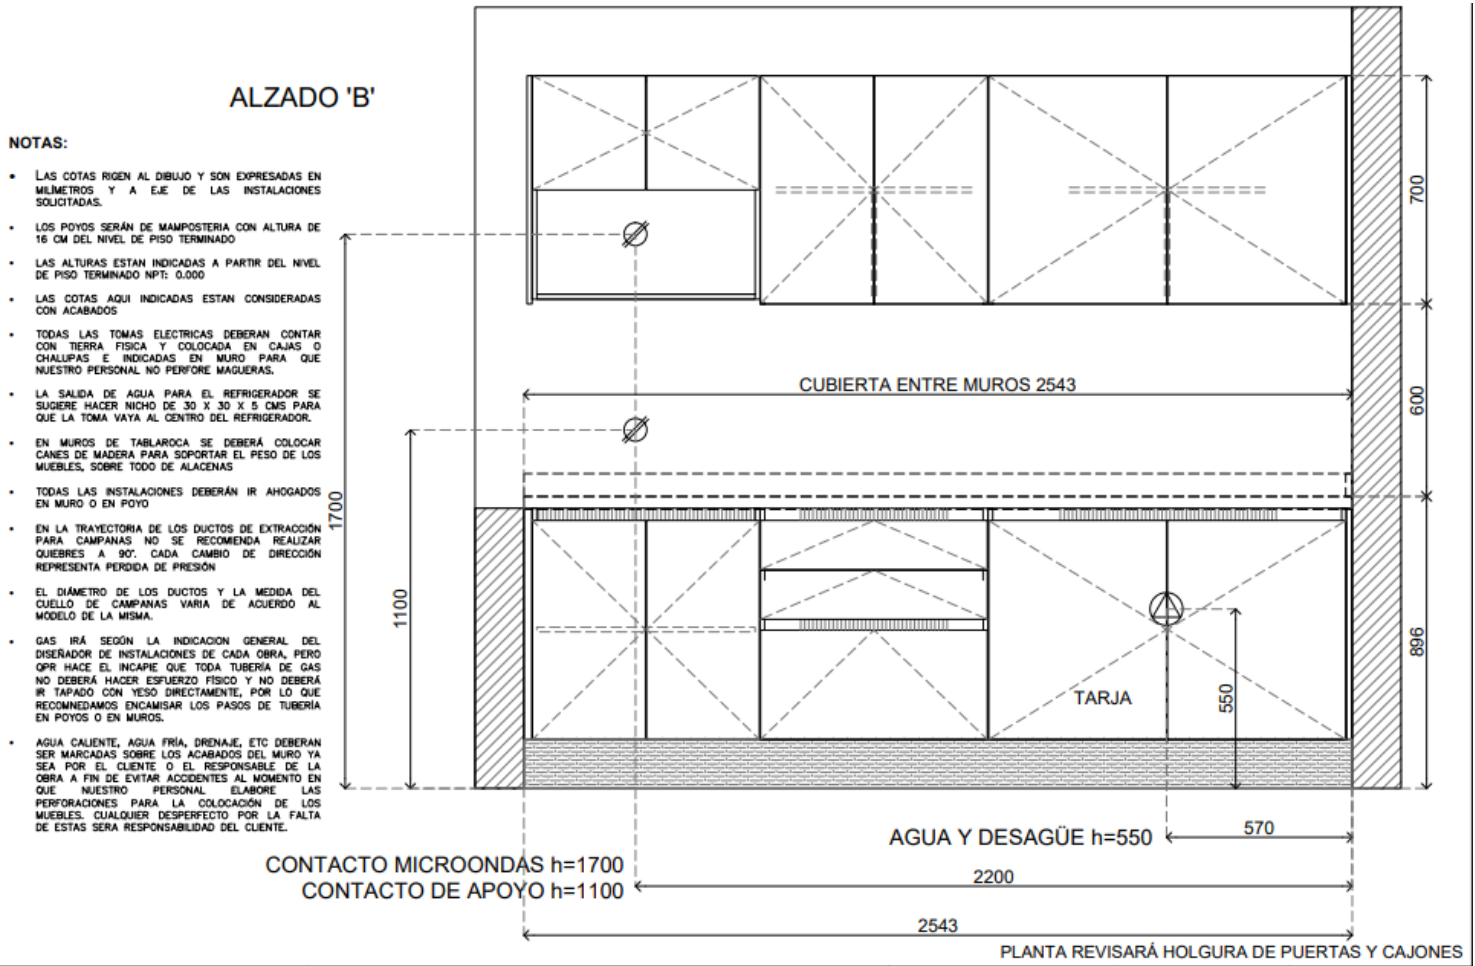 ALZADO 'B'
NOTAS:
• LAS COTAS RIGEN AL DIBUJO Y SON EXPRESADAS EN
MILÍMETROS Y A EJE DE LAS INSTALACIONES
SOLICITADAS.
• LOS POYOS SERÁN DE MAMPOSTERIA CON ALTURA DE
16 CM DEL NIVEL DE PISO TERMINADO
• LAS ALTURAS ESTAN INDICADAS A PARTIR DEL NIVEL
DE PISO TERMINADO NPT: 0.000
• LAS COTAS AQUI INDICADAS ESTAN CONSIDERADAS
CON ACABADOS
• TODAS LAS TOMAS ELECTRICAS DEBERAN CONTAR
CON TIERRA FISICA Y COLOCADA EN CAJAS O
CHALUPAS E INDICADAS EN MURO PARA QUE
NUESTRO PERSONAL NO PERFORE MAGUERAS.
• LA SALIDA DE AGUA PARA EL REFRIGERADOR SE
SUGIERE HACER NICHO DE 30 X 30 X 5 CMS PARA
QUE LA TOMA VAYA AL CENTRO DEL REFRIGERADOR.
• EN MUROS DE TABLAROCA SE DEBERÁ COLOCAR
CANES DE MADERA PARA SOPORTAR EL PESO DE LOS
MUEBLES, SOBRE TODO DE ALACENAS
• TODAS LAS INSTALACIONES DEBERÁN IR AHOGADOS
EN MURO O EN POYO
• EN LA TRAYECTORIA DE LOS DUCTOS DE EXTRACCIÓN
PARA CAMPANAS NO SE RECOMIENDA REALIZAR
QUIEBRES A 90°. CADA CAMBIO DE DIRECCIÓN
REPRESENTA PERDIDA DE PRESIÓN
• EL DIÁMETRO DE LOS DUCTOS Y LA MEDIDA DEL
CUELLO DE CAMPANAS VARIA DE ACUERDO AL
MODELO DE LA MISMA.
• GAS IRÁ SEGÚN LA INDICACION GENERAL DEL
DISEÑADOR DE INSTALACIONES DE CADA OBRA, PERO
QPR HACE EL INCAPIE QUE TODA TUBERÍA DE GAS
NO DEBERÁ HACER ESFUERZO FÍSICO Y NO DEBERÁ
IR TAPADO CON YESO DIRECTAMENTE, POR LO QUE
RECOMNEDAMOS ENCAMISAR LOS PASOS DE TUBERÍA
EN POYOS O EN MUROS.
• AGUA CALIENTE, AGUA FRÍA, DRENAJE, ETC DEBERAN
SER MARCADAS SOBRE LOS ACABADOS DEL MURO YA
SEA POR EL CLIENTE O EL RESPONSABLE DE LA
OBRA A FIN DE EVITAR ACCIDENTES AL MOMENTO EN
QUE NUESTRO PERSONAL ELABORE LAS
PERFORACIONES PARA LA COLOCACIÓN DE LOS
MUEBLES. CUALQUIER DESPERFECTO POR LA FALTA
DE ESTAS SERA RESPONSABILIDAD DEL CLIENTE.
1700
1100
CUBIERTA ENTRE MUROS 2543
700
600
896
TARJA
550
AGUA Y DESAGÜE h=550
570
CONTACTO MICROONDAS h=1700
CONTACTO DE APOYO h=1100
2200
2543
PLANTA REVISARÁ HOLGURA DE PUERTAS Y CAJONES